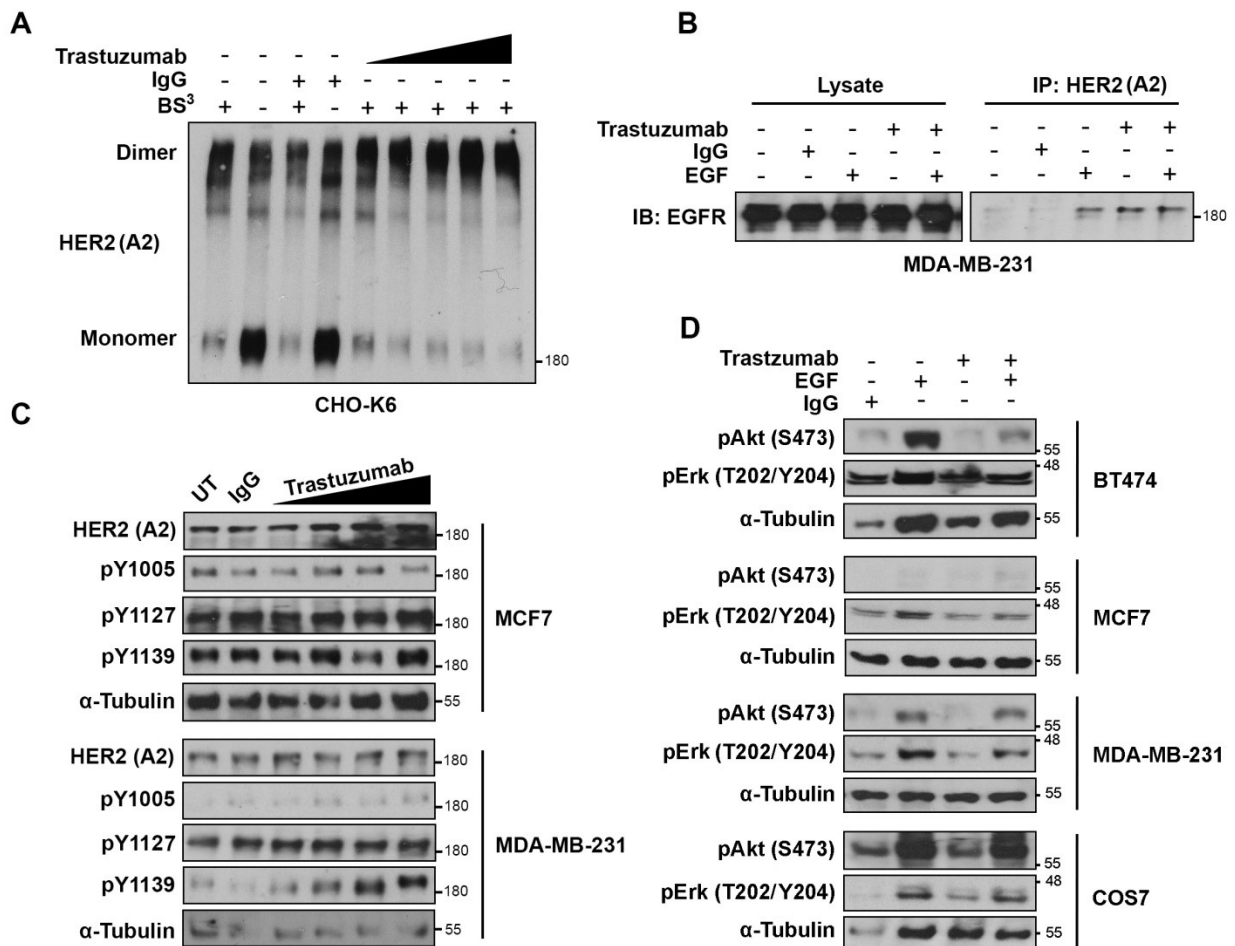 A
Trastuzumab - - - -
IgG - - + + - - - - -
BS3 + - + - + + + + +
Dimer
HER2 (A2)
Monomer
180
CHO-K6
B
Lysate IP: HER2 (A2)
Trastuzumab - - - + + - - - + +
IgG - + - - - - + - - -
EGF - - + - + - - + - +
IB: EGFR 180
MDA-MB-231
C
UT IgG Trastuzumab
HER2 (A2) 180
pY1005 180
pY1127 180
pY1139 180
α-Tubulin 55
MCF7
HER2 (A2) 180
pY1005 180
pY1127 180
pY1139 180
α-Tubulin 55
MDA-MB-231
D
Trastzumab - - + +
EGF - + - +
IgG + - - -
pAkt (S473) 55
pErk (T202/Y204) 48
α-Tubulin 55
BT474
pAkt (S473) 55
pErk (T202/Y204) 48
α-Tubulin 55
MCF7
pAkt (S473) 55
pErk (T202/Y204) 48
α-Tubulin 55
MDA-MB-231
pAkt (S473) 55
pErk (T202/Y204) 48
α-Tubulin 55
COS7